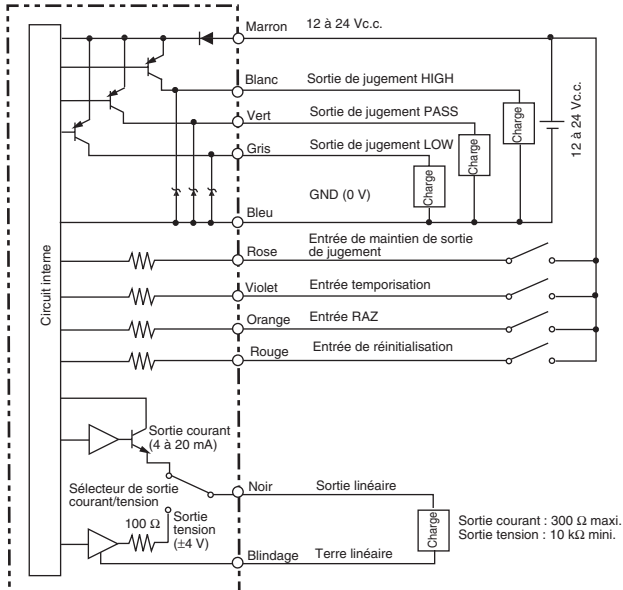 Marron 12 à 24 Vc.c.
Blanc Sortie de jugement HIGH
Vert Sortie de jugement PASS
Gris Sortie de jugement LOW
Charge
Charge
Charge
12 à 24 Vc.c.
GND (0 V)
Bleu
Circuit interne
Rose Entrée de maintien de sortie
de jugement
Violet Entrée temporisation
Orange Entrée RAZ
Rouge Entrée de réinitialisation
Sortie courant
(4 à 20 mA)
Sélecteur de sortie
courant/tension
Noir Sortie linéaire
100 Ω
Sortie
tension
(±4 V)
Charge
Sortie courant : 300 Ω maxi.
Sortie tension : 10 kΩ mini.
Blindage Terre linéaire